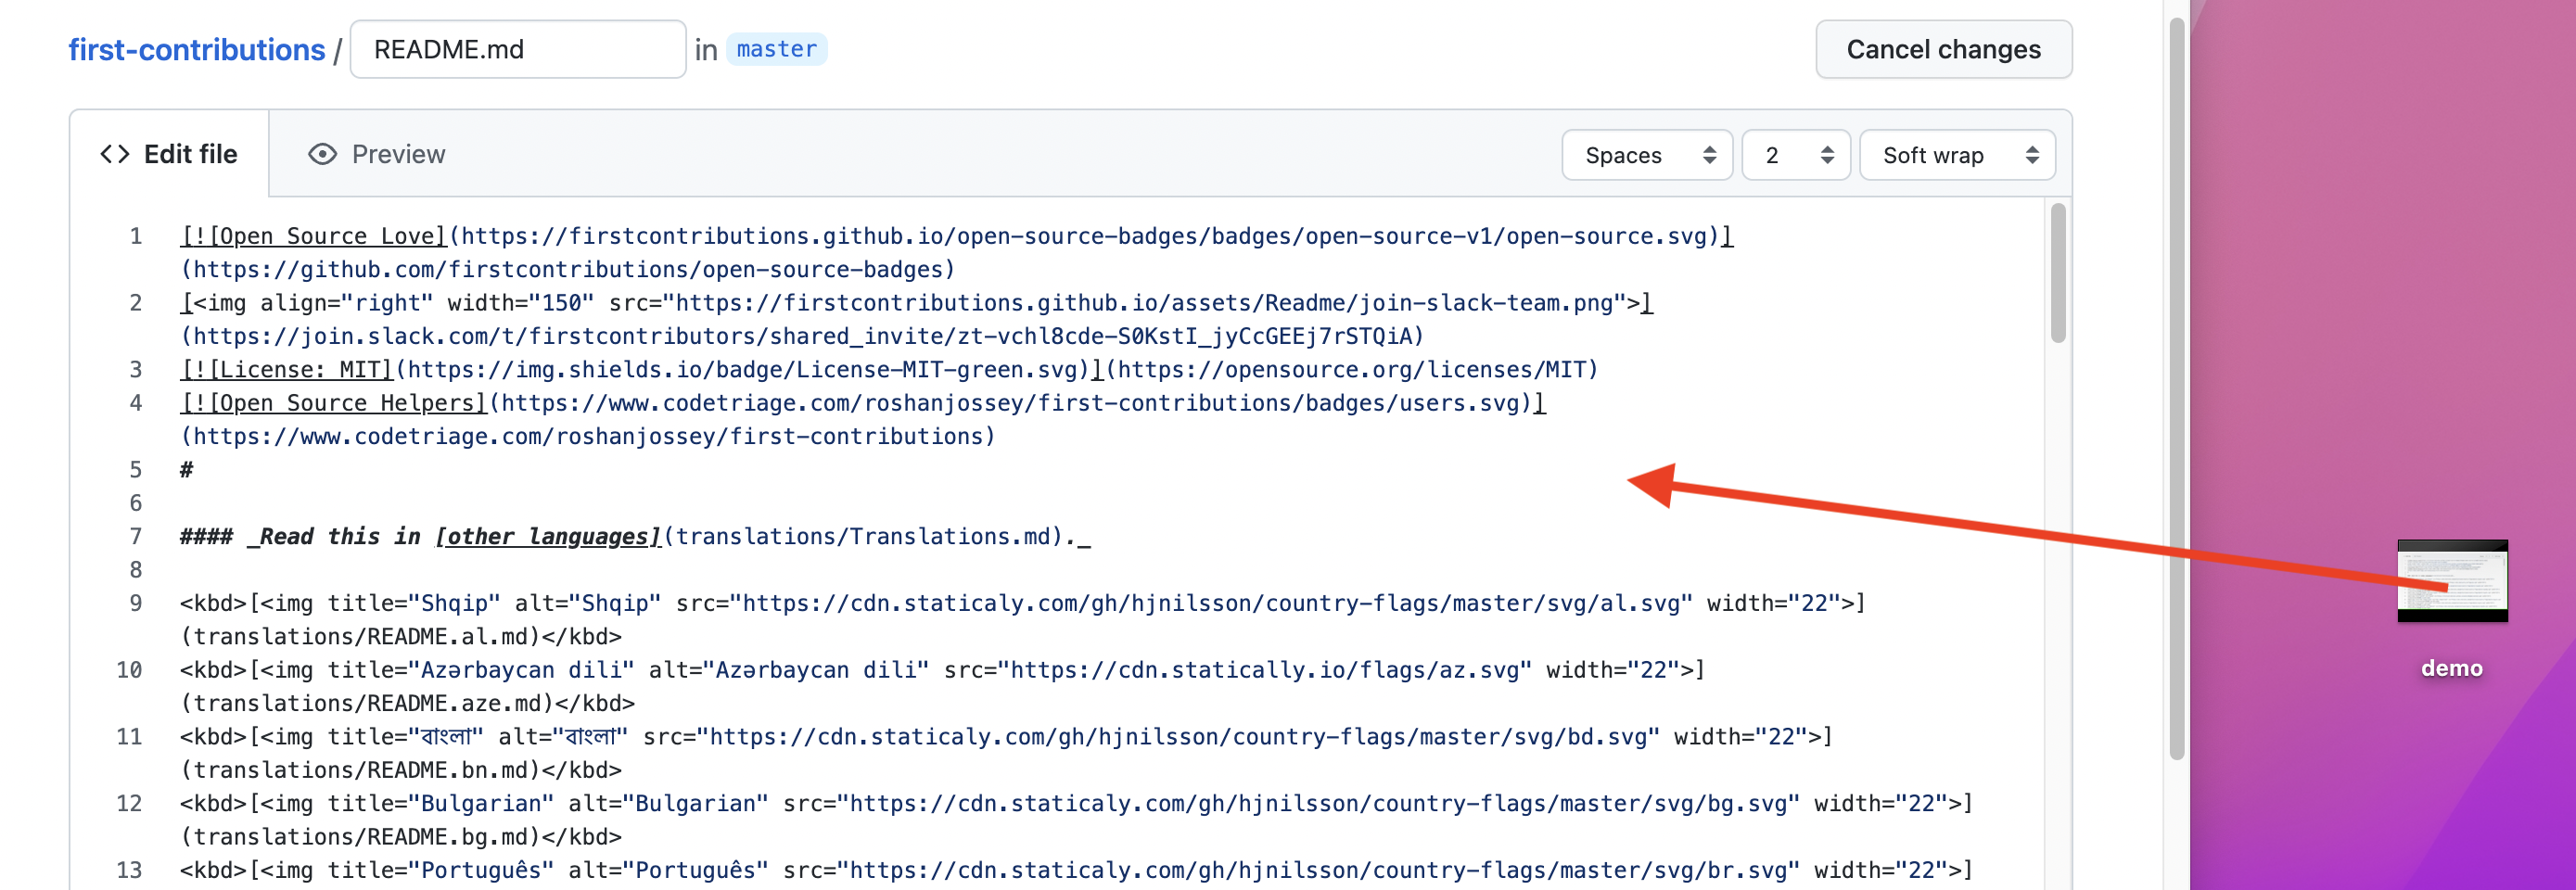 first-contributions / README.md in master Cancel changes
<> Edit file Preview Spaces 2 Soft wrap
1 [![Open Source Love](https://firstcontributions.github.io/open-source-badges/badges/open-source-v1/open-source.svg)]
(https://github.com/firstcontributions/open-source-badges)
2 [<img align="right" width="150" src="https://firstcontributions.github.io/assets/Readme/join-slack-team.png">]
(https://join.slack.com/t/firstcontributors/shared_invite/zt-vchl8cde-S0KstI_jyCcGEEj7rSTQiA)
3 [![License: MIT](https://img.shields.io/badge/License-MIT-green.svg)](https://opensource.org/licenses/MIT)
4 [![Open Source Helpers](https://www.codetriage.com/roshanjossey/first-contributions/badges/users.svg)]
(https://www.codetriage.com/roshanjossey/first-contributions)
5 #
6
7 #### _Read this in [other languages](translations/Translations.md)._
8
9 <kbd>[<img title="Shqip" alt="Shqip" src="https://cdn.staticaly.com/gh/hjnilsson/country-flags/master/svg/al.svg" width="22">]
(translations/README.al.md)</kbd>
10 <kbd>[<img title="Azərbaycan dili" alt="Azərbaycan dili" src="https://cdn.statically.io/flags/az.svg" width="22">]
(translations/README.aze.md)</kbd>
11 <kbd>[<img title="বাংলা" alt="বাংলা" src="https://cdn.staticaly.com/gh/hjnilsson/country-flags/master/svg/bd.svg" width="22">]
(translations/README.bn.md)</kbd>
12 <kbd>[<img title="Bulgarian" alt="Bulgarian" src="https://cdn.staticaly.com/gh/hjnilsson/country-flags/master/svg/bg.svg" width="22">]
(translations/README.bg.md)</kbd>
13 <kbd>[<img title="Português" alt="Português" src="https://cdn.staticaly.com/gh/hjnilsson/country-flags/master/svg/br.svg" width="22">]
demo